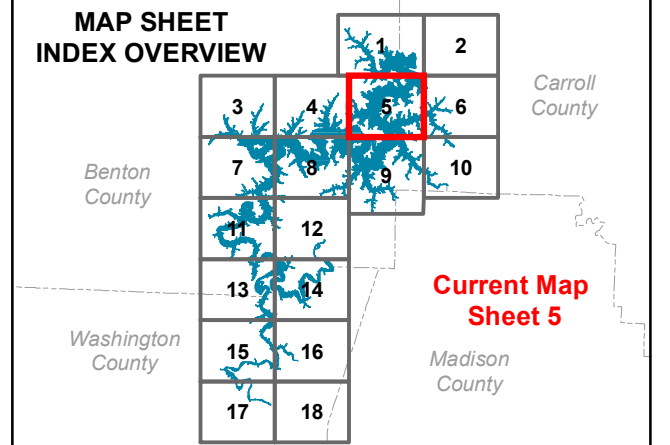 MAP SHEET
INDEX OVERVIEW
1
2
Carroll
County
3
4
5
6
Benton
County
7
8
9
10
11
12
13
14
Current Map
Sheet 5
Washington
County
15
16
Madison
County
17
18